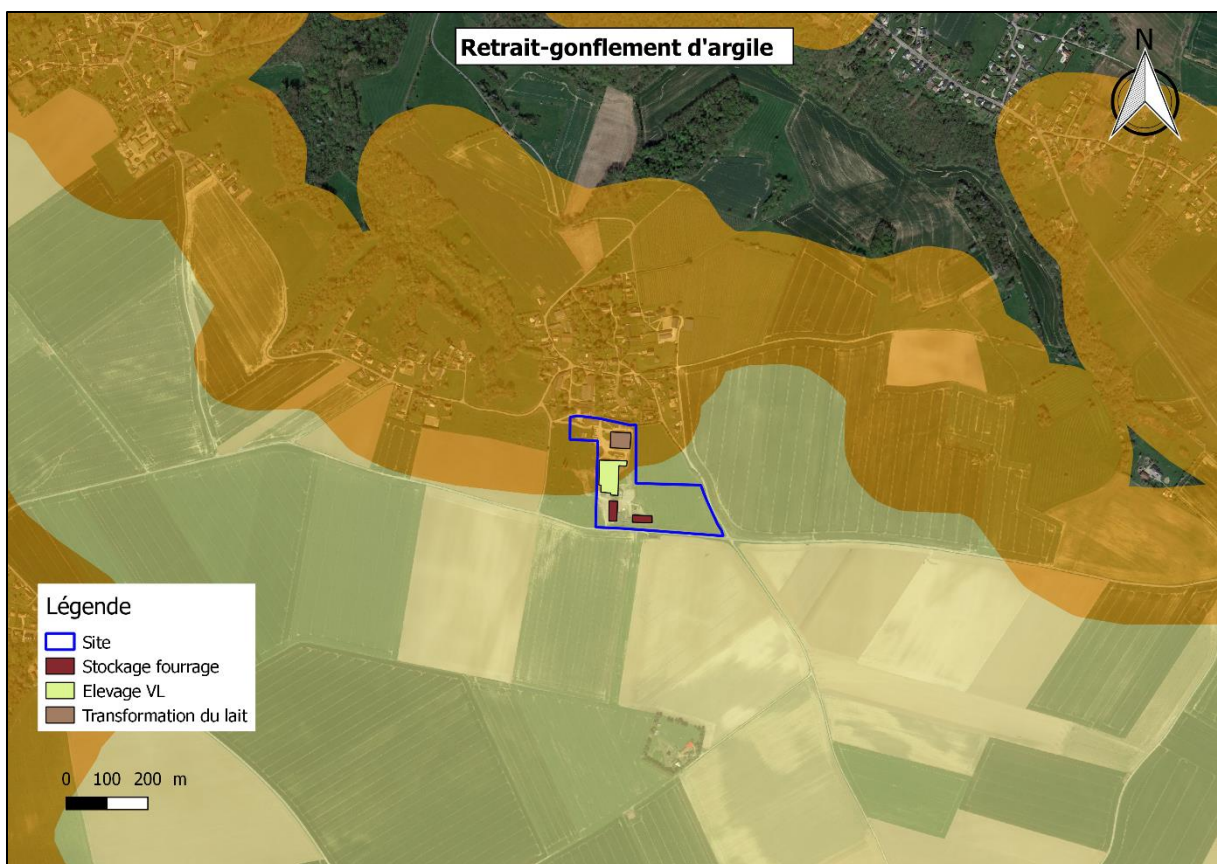 Retrait-gonflement d'argile
N
Légende
Site
Stockage fourrage
Elevage VL
Transformation du lait
0 100 200 m